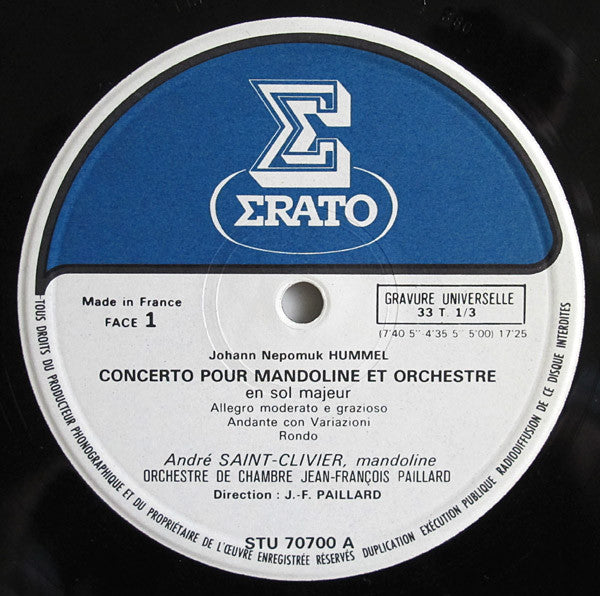 ΣRATO
Made in France
FACE 1
GRAVURE UNIVERSELLE
33 T. 1/3
(7'40 5" 4'35 5" 5'00) 17'25
Johann Nepomuk HUMMEL
CONCERTO POUR MANDOLINE ET ORCHESTRE
en sol majeur
Allegro moderato e grazioso
Andante con Variazioni
Rondo
André SAINT-CLIVIER, mandoline
ORCHESTRE DE CHAMBRE JEAN-FRANÇOIS PAILLARD
Direction : J.-F. PAILLARD
STU 70700 A
-TOUS DROITS DU PRODUCTEUR PHONOGRAPHIQUE ET DU PROPRIÉTAIRE DE L'ŒUVRE ENREGISTRÉE RÉSERVÉS DUPLICATION EXÉCUTION PUBLIQUE RADIODIFFUSION DE CE DISQUE INTERDITES